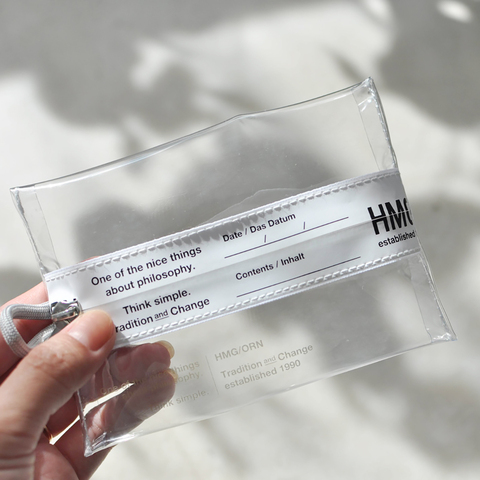 One of the nice things
about philosophy.
Think simple.
Tradition and Change
Date / Das Datum
/ /
Contents / Inhalt
HMG
established
things
HMG/ORN
Tradition and Change
established 1990